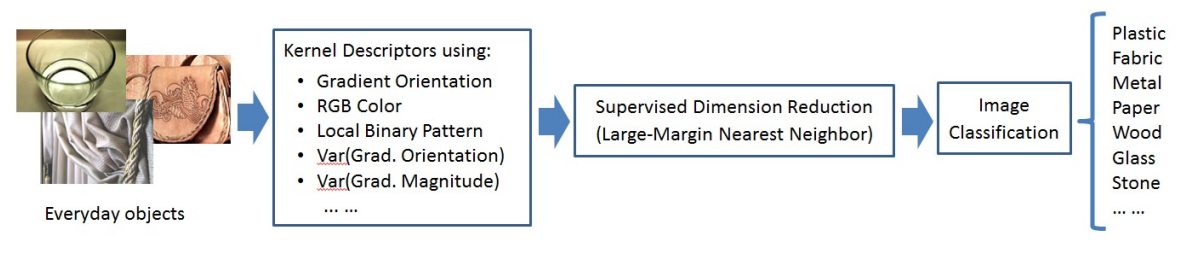 Everyday objects
Kernel Descriptors using:
• Gradient Orientation
• RGB Color
• Local Binary Pattern
• Var(Grad. Orientation)
• Var(Grad. Magnitude)
... ...
Supervised Dimension Reduction
(Large-Margin Nearest Neighbor)
Image
Classification
Plastic
Fabric
Metal
Paper
Wood
Glass
Stone
... ...